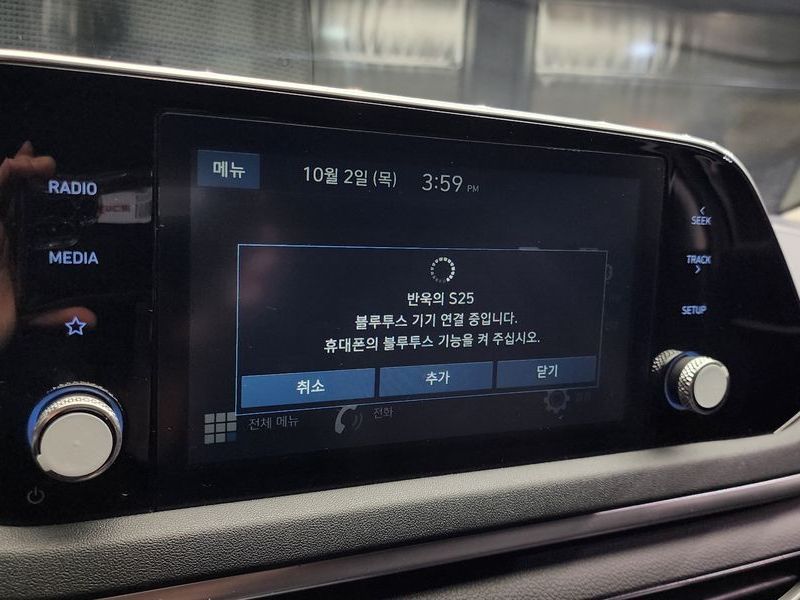 메뉴
10월 2일 (목)
3:59 PM
RADIO
MEDIA
SEEK
TRACK
SETUP
반욱의 S25
블루투스 기기 연결 중입니다.
휴대폰의 블루투스 기능을 켜 주십시오.
취소
추가
닫기
전체 메뉴
전화